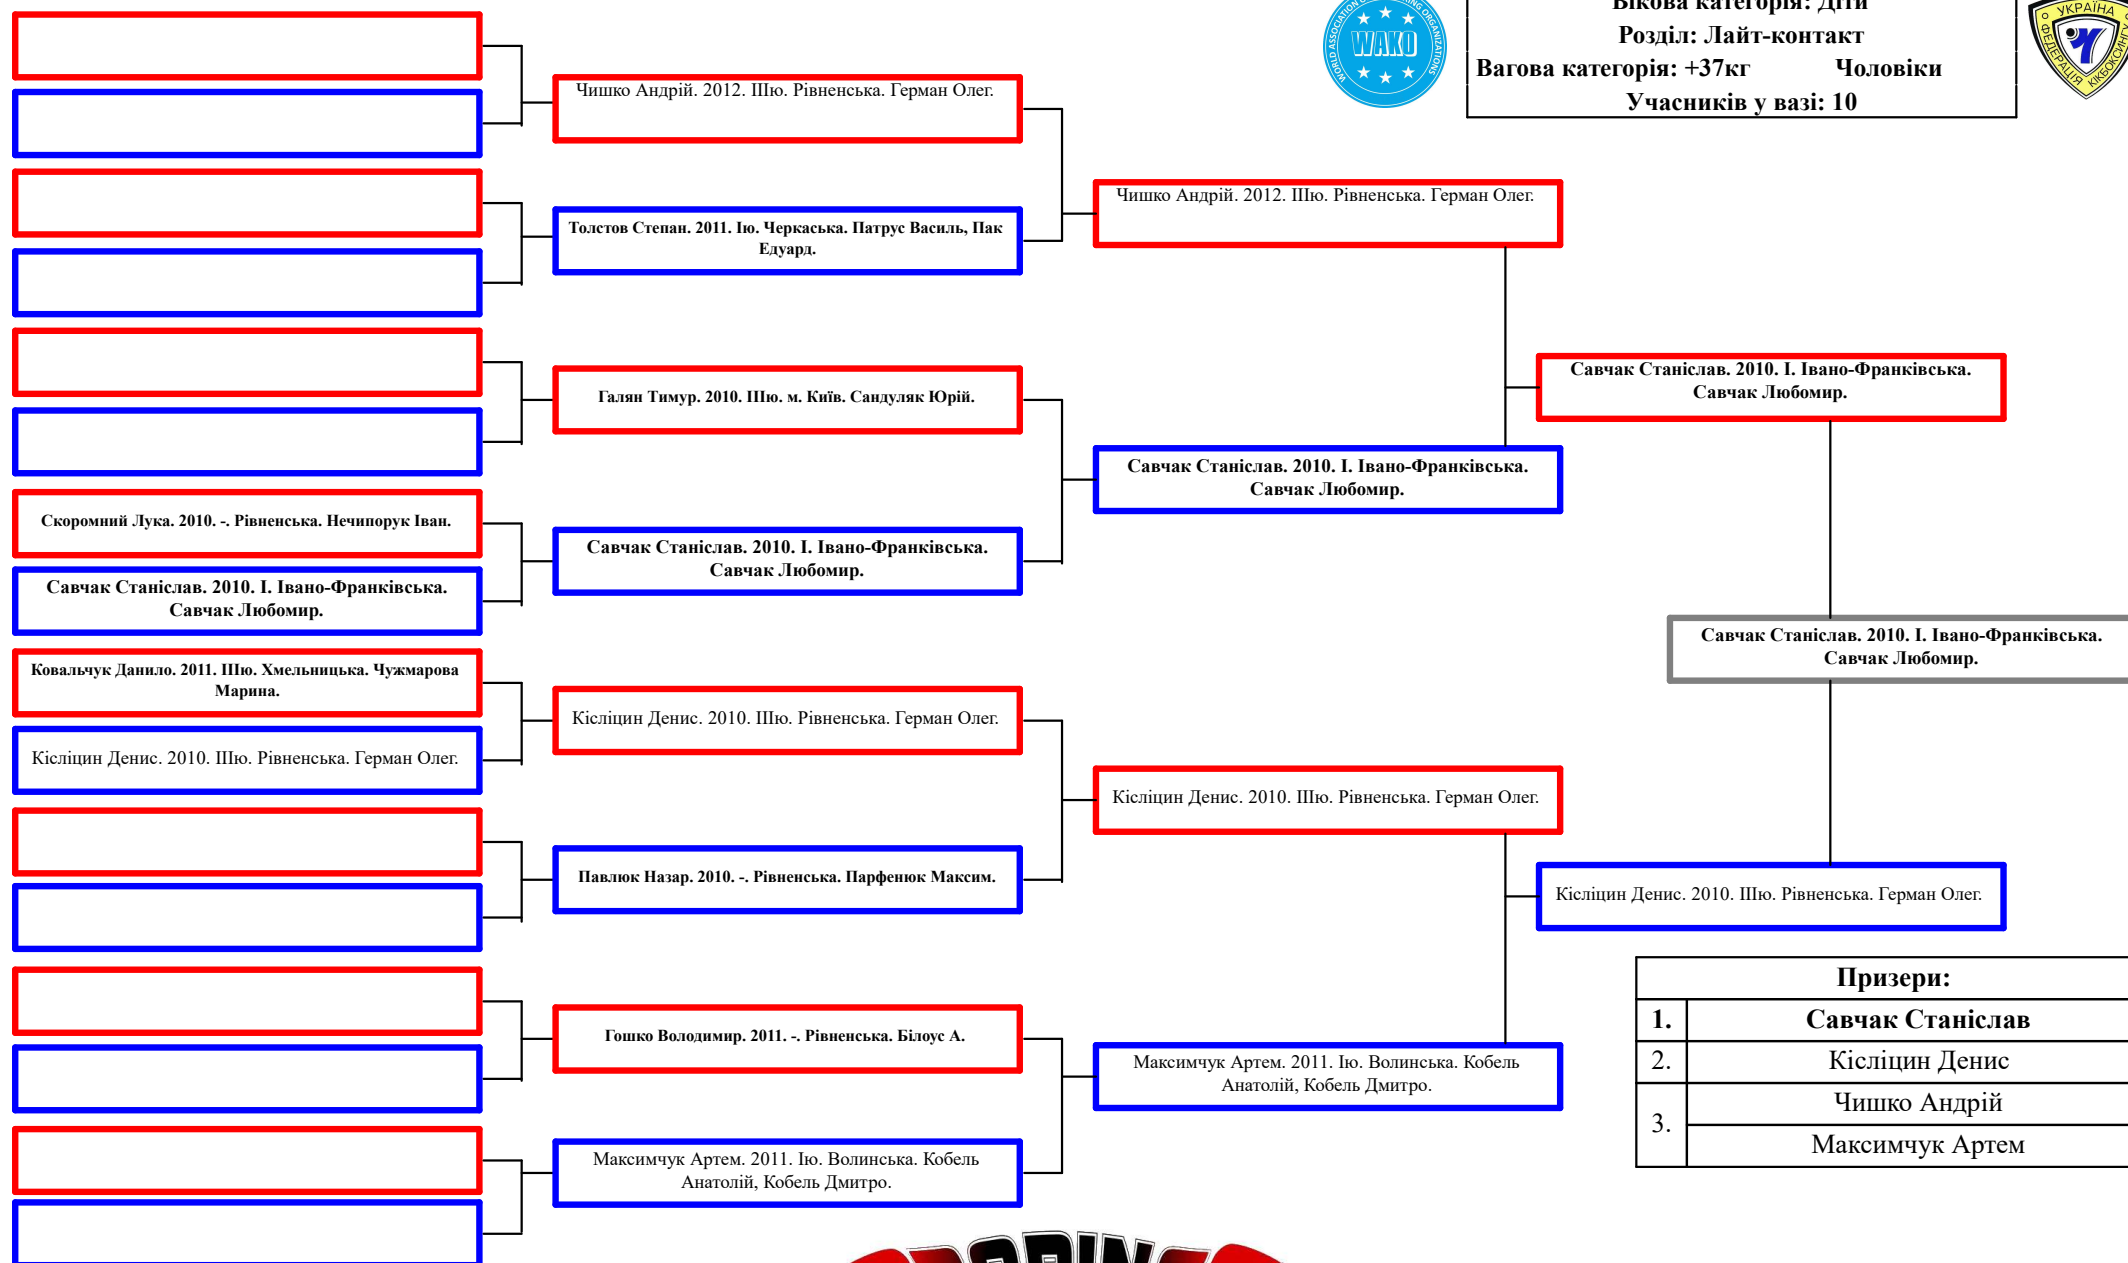 Вікова категорія: Діти
Розділ: Лайт-контакт
Вагова категорія: +37кг Чоловіки
Учасників у вазі: 10
WORLD ASSOCIATION
ORGANIZATIONS
WAKO
УКРАЇНА
ФЕДЕРАЦІЯ КІКБОКСИНГУ
Чишко Андрій. 2012. ІІІю. Рівненська. Герман Олег.
Толстов Степан. 2011. Ію. Черкаська. Патрус Василь, Пак
Едуард.
Чишко Андрій. 2012. ІІІю. Рівненська. Герман Олег.
Галян Тимур. 2010. ІІІю. м. Київ. Сандуляк Юрій.
Савчак Станіслав. 2010. І. Івано-Франківська.
Савчак Любомир.
Савчак Станіслав. 2010. І. Івано-Франківська.
Савчак Любомир.
Скоромний Лука. 2010. -. Рівненська. Нечипорук Іван.
Савчак Станіслав. 2010. І. Івано-Франківська.
Савчак Любомир.
Савчак Станіслав. 2010. І. Івано-Франківська.
Савчак Любомир.
Савчак Станіслав. 2010. І. Івано-Франківська.
Савчак Любомир.
Ковальчук Данило. 2011. ІІІю. Хмельницька. Чужмарова
Марина.
Кісліцин Денис. 2010. ІІІю. Рівненська. Герман Олег.
Кісліцин Денис. 2010. ІІІю. Рівненська. Герман Олег.
Кісліцин Денис. 2010. ІІІю. Рівненська. Герман Олег.
Павлюк Назар. 2010. -. Рівненська. Парфенюк Максим.
Кісліцин Денис. 2010. ІІІю. Рівненська. Герман Олег.
Гошко Володимир. 2011. -. Рівненська. Білоус А.
Максимчук Артем. 2011. Ію. Волинська. Кобель
Анатолій, Кобель Дмитро.
Максимчук Артем. 2011. Ію. Волинська. Кобель
Анатолій, Кобель Дмитро.
Призери:
1. Савчак Станіслав
2. Кісліцин Денис
3. Чишко Андрій
Максимчук Артем